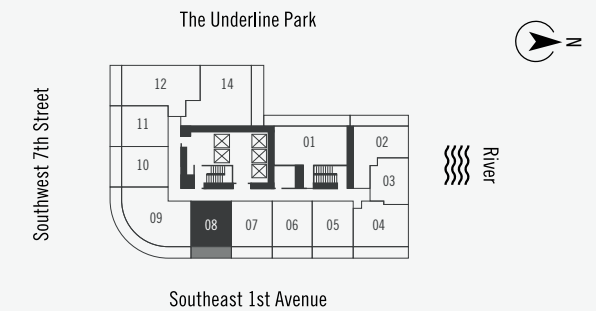 The Underline Park
N
Southwest 7th Street
12
14
11
01
02
10
03
09
08
07
06
05
04
River
Southeast 1st Avenue